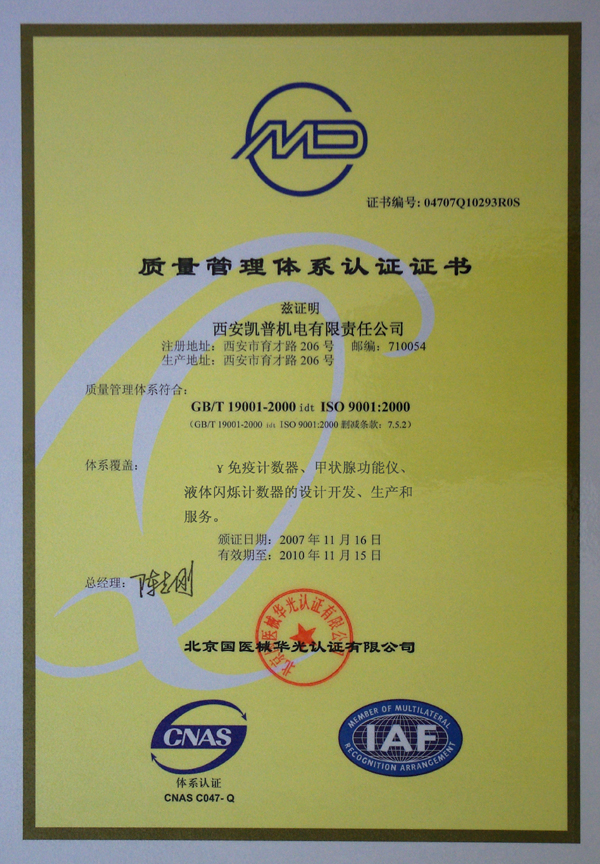 MD
证书编号: 04707Q10293R0S
质量管理体系认证证书
兹证明
西安凯普机电有限责任公司
注册地址：西安市育才路 206 号 邮编：710054
生产地址：西安市育才路 206 号
质量管理体系符合：
GB/T 19001-2000 idt ISO 9001:2000
（GB/T 19001-2000 idt ISO 9001:2000 删减条款：7.5.2）
体系覆盖： γ 免疫计数器、甲状腺功能仪、
液体闪烁计数器的设计开发、生产和
服务。
颁证日期：2007 年 11 月 16 日
有效期至：2010 年 11 月 15 日
总经理：
北京国医械华光认证有限公司
北京国医械华光认证有限公司
CNAS
体系认证
CNAS C047- Q
MEMBER OF MULTILATERAL
IAF
RECOGNITION ARRANGEMENT